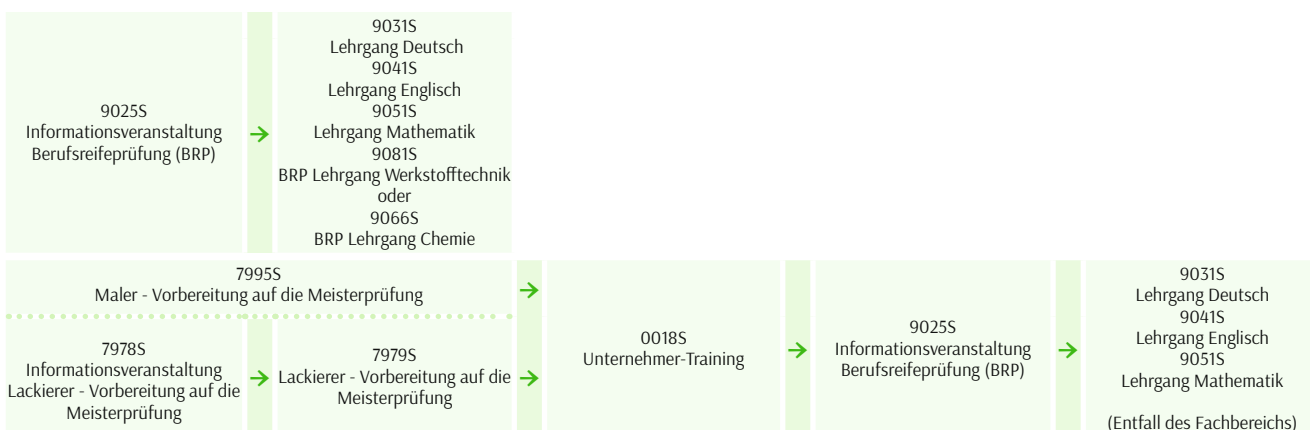 9025S
Informationsveranstaltung
Berufsreifeprüfung (BRP)
→
9031S
Lehrgang Deutsch
9041S
Lehrgang Englisch
9051S
Lehrgang Mathematik
9081S
BRP Lehrgang Werkstofftechnik
oder
9066S
BRP Lehrgang Chemie
7995S
Maler - Vorbereitung auf die Meisterprüfung
→
7978S
Informationsveranstaltung
Lackierer - Vorbereitung auf die
Meisterprüfung
→
7979S
Lackierer - Vorbereitung auf die
Meisterprüfung
→
0018S
Unternehmer-Training
→
9025S
Informationsveranstaltung
Berufsreifeprüfung (BRP)
→
9031S
Lehrgang Deutsch
9041S
Lehrgang Englisch
9051S
Lehrgang Mathematik
(Entfall des Fachbereichs)